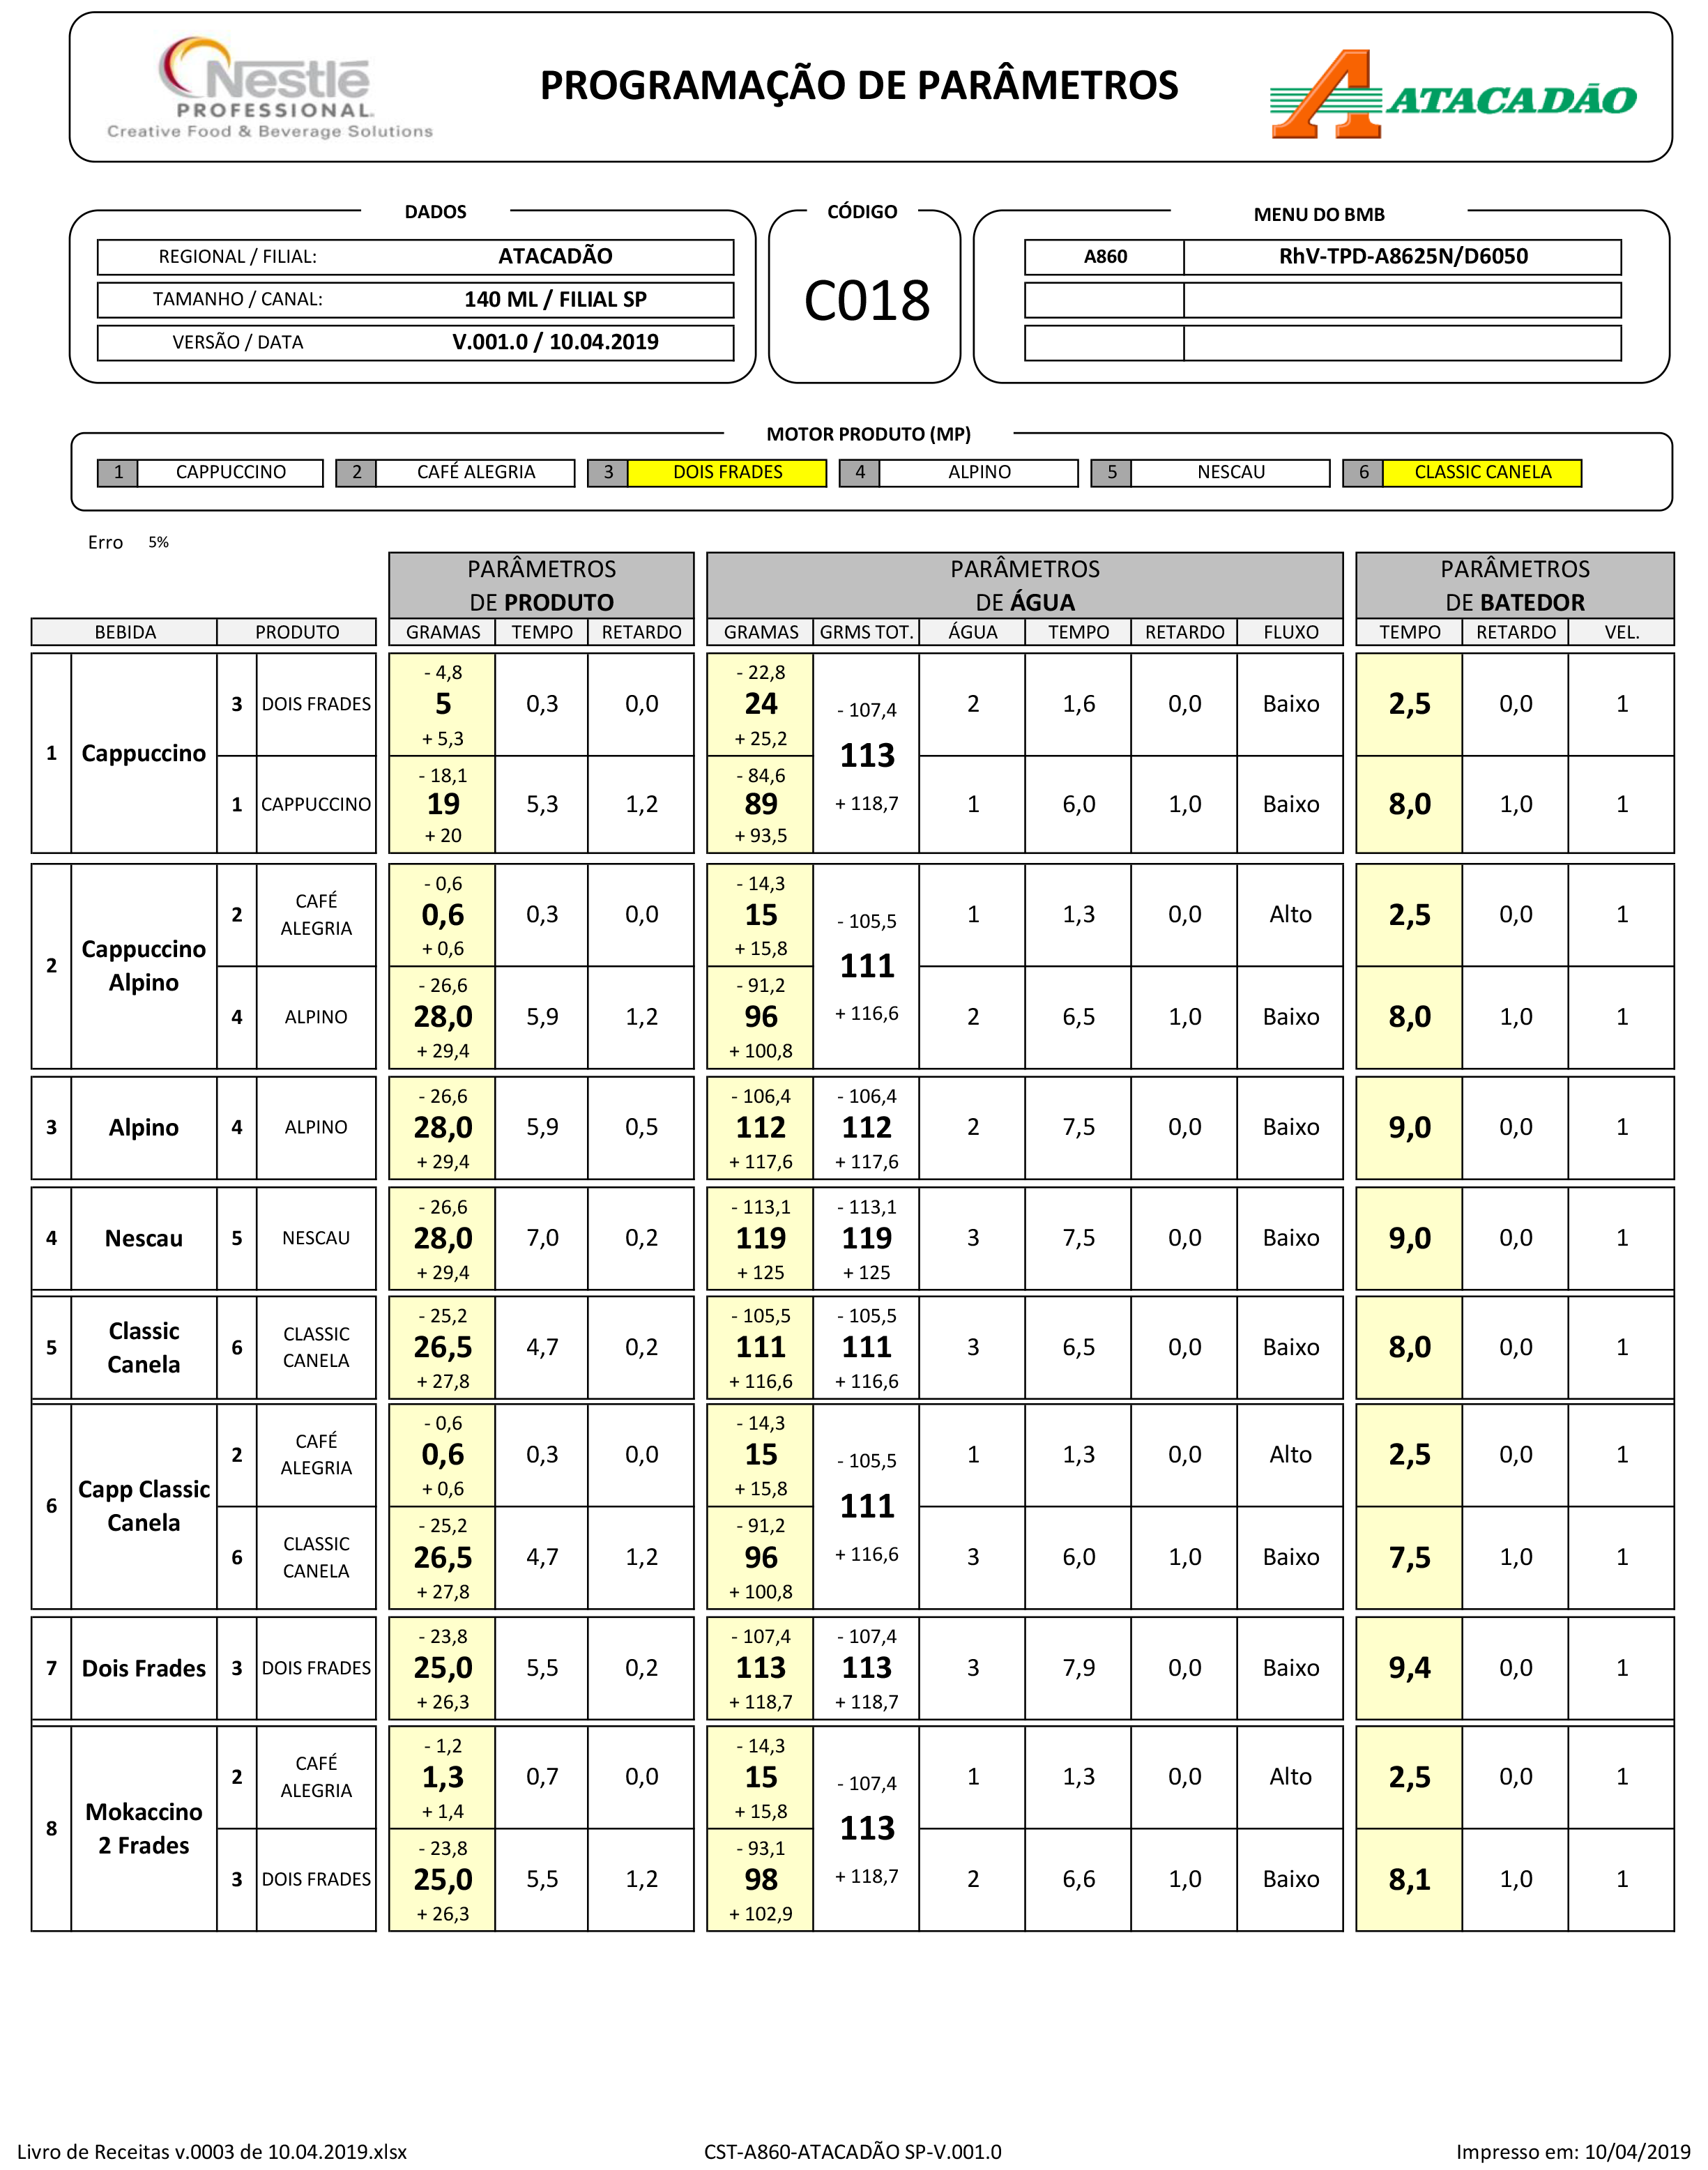 Nestlé
PROFESSIONAL.
Creative Food & Beverage Solutions
PROGRAMAÇÃO DE PARÂMETROS
ATACADÃO
DADOS
REGIONAL / FILIAL: ATACADÃO
TAMANHO / CANAL: 140 ML / FILIAL SP
VERSÃO / DATA V.001.0 / 10.04.2019
CÓDIGO
C018
MENU DO BMB
A860 RhV-TPD-A8625N/D6050
MOTOR PRODUTO (MP)
1 CAPPUCCINO 2 CAFÉ ALEGRIA 3 DOIS FRADES 4 ALPINO 5 NESCAU 6 CLASSIC CANELA
Erro 5%
PARÂMETROS
DE PRODUTO
PARÂMETROS
DE ÁGUA
PARÂMETROS
DE BATEDOR
BEBIDA PRODUTO GRAMAS TEMPO RETARDO GRAMAS GRMS TOT. ÁGUA TEMPO RETARDO FLUXO TEMPO RETARDO VEL.
1 Cappuccino
- 4,8 - 22,8
3 DOIS FRADES 5 0,3 0,0 24 2 1,6 0,0 Baixo 2,5 0,0 1
+ 5,3 + 25,2
- 107,4
113
+ 118,7
- 18,1 - 84,6
1 CAPPUCCINO 19 5,3 1,2 89 1 6,0 1,0 Baixo 8,0 1,0 1
+ 20 + 93,5
2 Cappuccino
Alpino
- 0,6 - 14,3
2 CAFÉ
ALEGRIA 0,6 0,3 0,0 15 1 1,3 0,0 Alto 2,5 0,0 1
+ 0,6 + 15,8
- 105,5
111
+ 116,6
- 26,6 - 91,2
4 ALPINO 28,0 5,9 1,2 96 2 6,5 1,0 Baixo 8,0 1,0 1
+ 29,4 + 100,8
- 26,6 - 106,4 - 106,4
3 Alpino 4 ALPINO 28,0 5,9 0,5 112 112 2 7,5 0,0 Baixo 9,0 0,0 1
+ 29,4 + 117,6 + 117,6
- 26,6 - 113,1 - 113,1
4 Nescau 5 NESCAU 28,0 7,0 0,2 119 119 3 7,5 0,0 Baixo 9,0 0,0 1
+ 29,4 + 125 + 125
- 25,2 - 105,5 - 105,5
5 Classic
Canela 6 CLASSIC
CANELA 26,5 4,7 0,2 111 111 3 6,5 0,0 Baixo 8,0 0,0 1
+ 27,8 + 116,6 + 116,6
6 Capp Classic
Canela
- 0,6 - 14,3
2 CAFÉ
ALEGRIA 0,6 0,3 0,0 15 1 1,3 0,0 Alto 2,5 0,0 1
+ 0,6 + 15,8
- 105,5
111
+ 116,6
- 25,2 - 91,2
6 CLASSIC
CANELA 26,5 4,7 1,2 96 3 6,0 1,0 Baixo 7,5 1,0 1
+ 27,8 + 100,8
- 23,8 - 107,4 - 107,4
7 Dois Frades 3 DOIS FRADES 25,0 5,5 0,2 113 113 3 7,9 0,0 Baixo 9,4 0,0 1
+ 26,3 + 118,7 + 118,7
8 Mokaccino
2 Frades
- 1,2 - 14,3
2 CAFÉ
ALEGRIA 1,3 0,7 0,0 15 1 1,3 0,0 Alto 2,5 0,0 1
+ 1,4 + 15,8
- 107,4
113
+ 118,7
- 23,8 - 93,1
3 DOIS FRADES 25,0 5,5 1,2 98 2 6,6 1,0 Baixo 8,1 1,0 1
+ 26,3 + 102,9
Livro de Receitas v.0003 de 10.04.2019.xlsx CST-A860-ATACADÃO SP-V.001.0 Impresso em: 10/04/2019